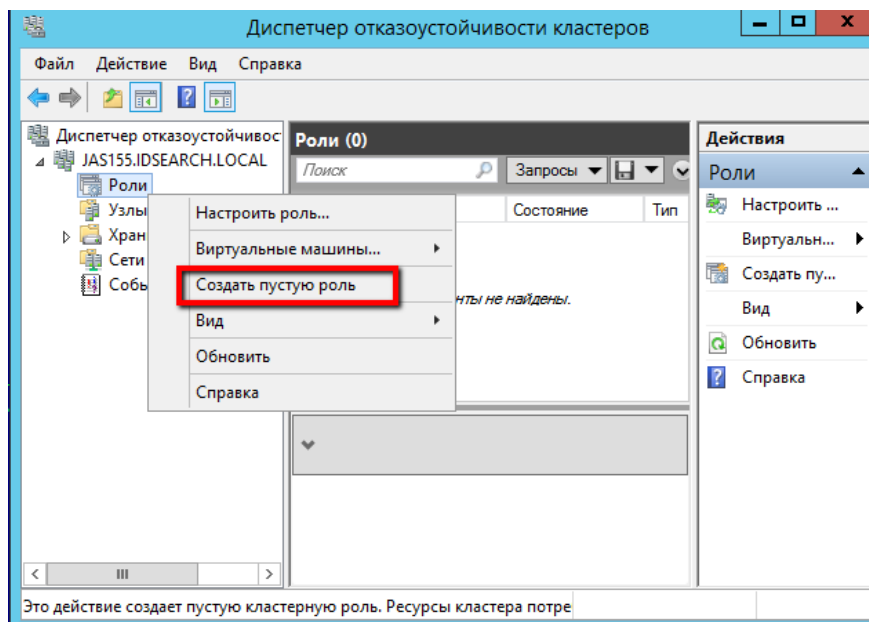 Диспетчер отказоустойчивости кластеров
Файл Действие Вид Справка
Диспетчер отказоустойчивос
JAS155.IDSEARCH.LOCAL
Роли
Узлы
Хран
Сети
Собы
Настроить роль...
Виртуальные машины...
Создать пустую роль
Вид
Обновить
Справка
Роли (0)
Поиск Запросы
Состояние Тип
нты не найдены.
Действия
Роли
Настроить ...
Виртуальн...
Создать пу...
Вид
Обновить
Справка
Это действие создает пустую кластерную роль. Ресурсы кластера потре